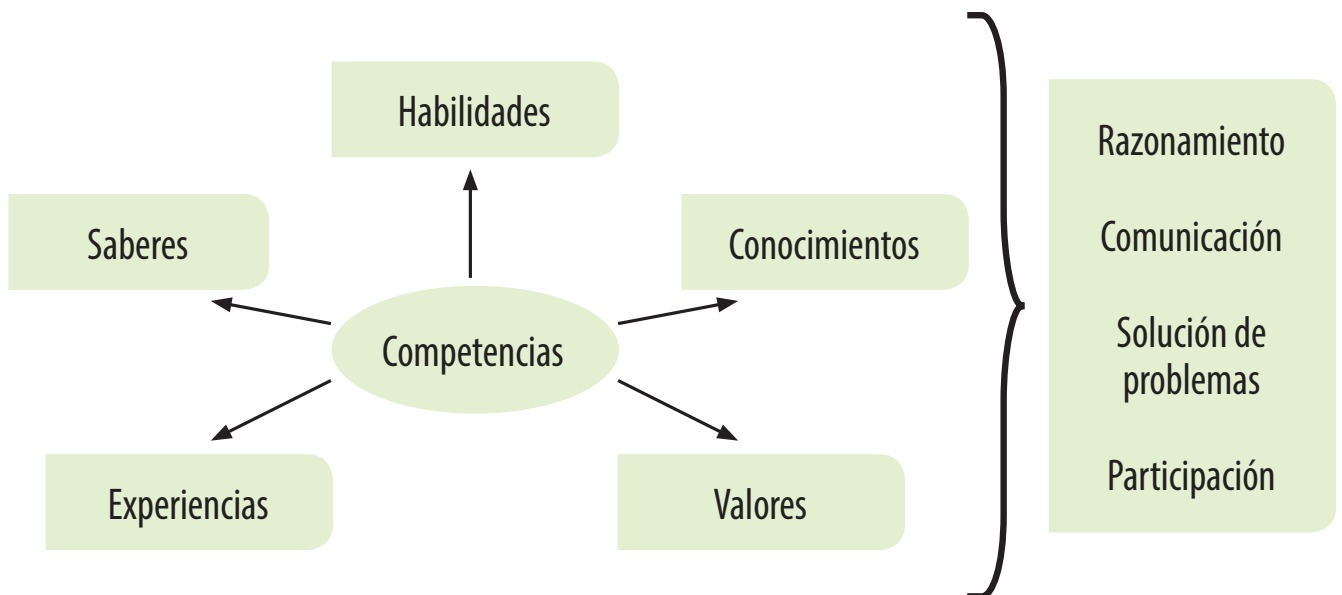 Habilidades
Saberes
Conocimientos
Competencias
Experiencias
Valores
Razonamiento
Comunicación
Solución de
problemas
Participación